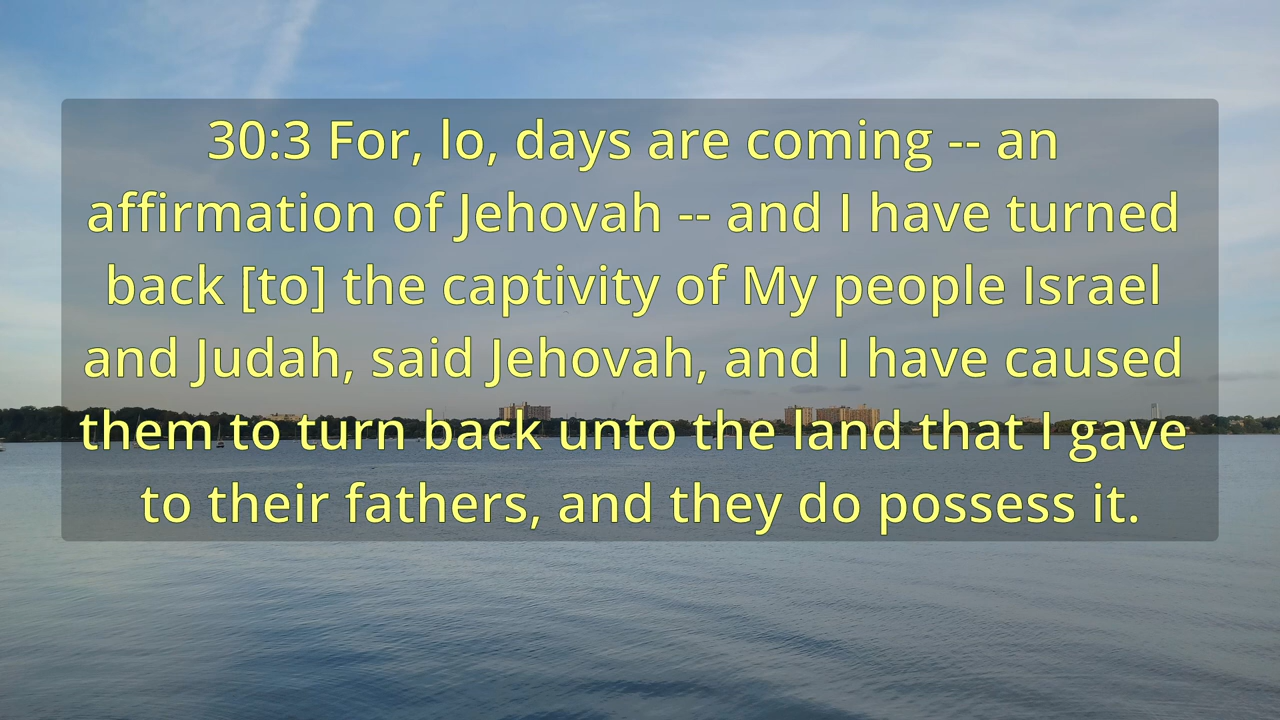 30:3 For, lo, days are coming -- an
affirmation of Jehovah -- and I have turned
back [to] the captivity of My people Israel
and Judah, said Jehovah, and I have caused
them to turn back unto the land that I gave
to their fathers, and they do possess it.